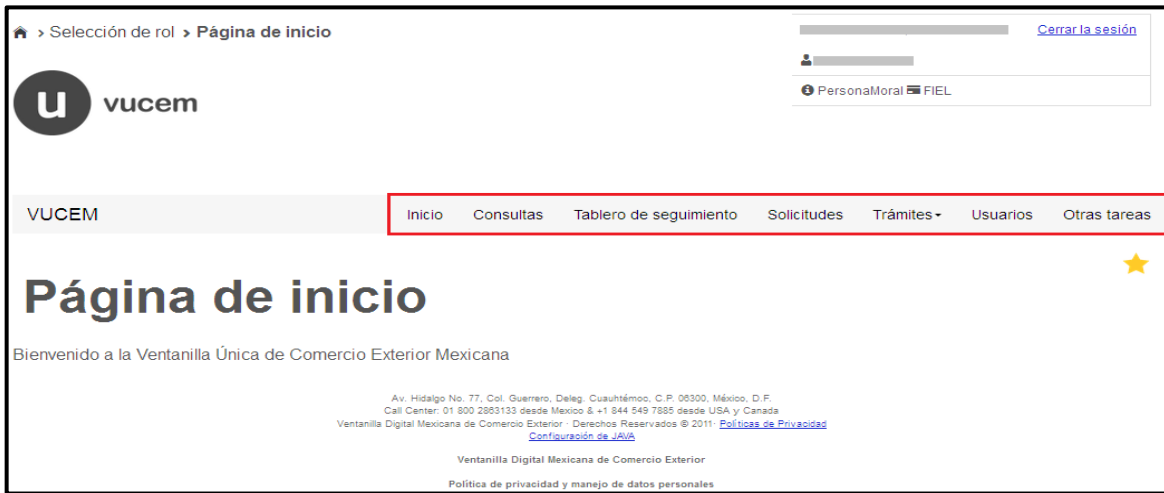 > Selección de rol > Página de inicio
Cerrar la sesión
PersonaMoral FIEL
u vucem
VUCEM Inicio Consultas Tablero de seguimiento Solicitudes Trámites Usuarios Otras tareas
Página de inicio
Bienvenido a la Ventanilla Única de Comercio Exterior Mexicana
Av. Hidalgo No. 77, Col. Guerrero, Deleg. Cuauhtémoc, C.P. 06300, México, D.F.
Call Center: 01 800 2863133 desde Mexico & +1 844 549 7885 desde USA y Canada
Ventanilla Digital Mexicana de Comercio Exterior · Derechos Reservados © 2011· Políticas de Privacidad
Configuración de JAVA
Ventanilla Digital Mexicana de Comercio Exterior
Política de privacidad y manejo de datos personales